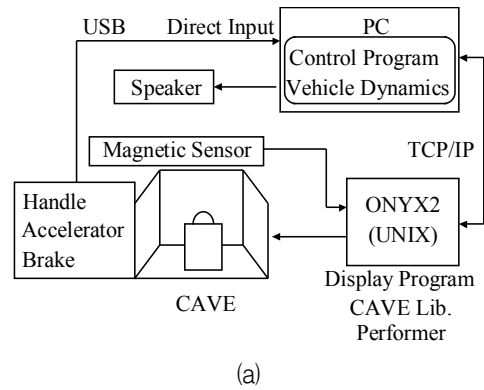 USB
Direct Input
PC
Control Program
Vehicle Dynamics
Speaker
Magnetic Sensor
TCP/IP
Handle
Accelerator
Brake
ONYX2
(UNIX)
CAVE
Display Program
CAVE Lib.
Performer
(a)